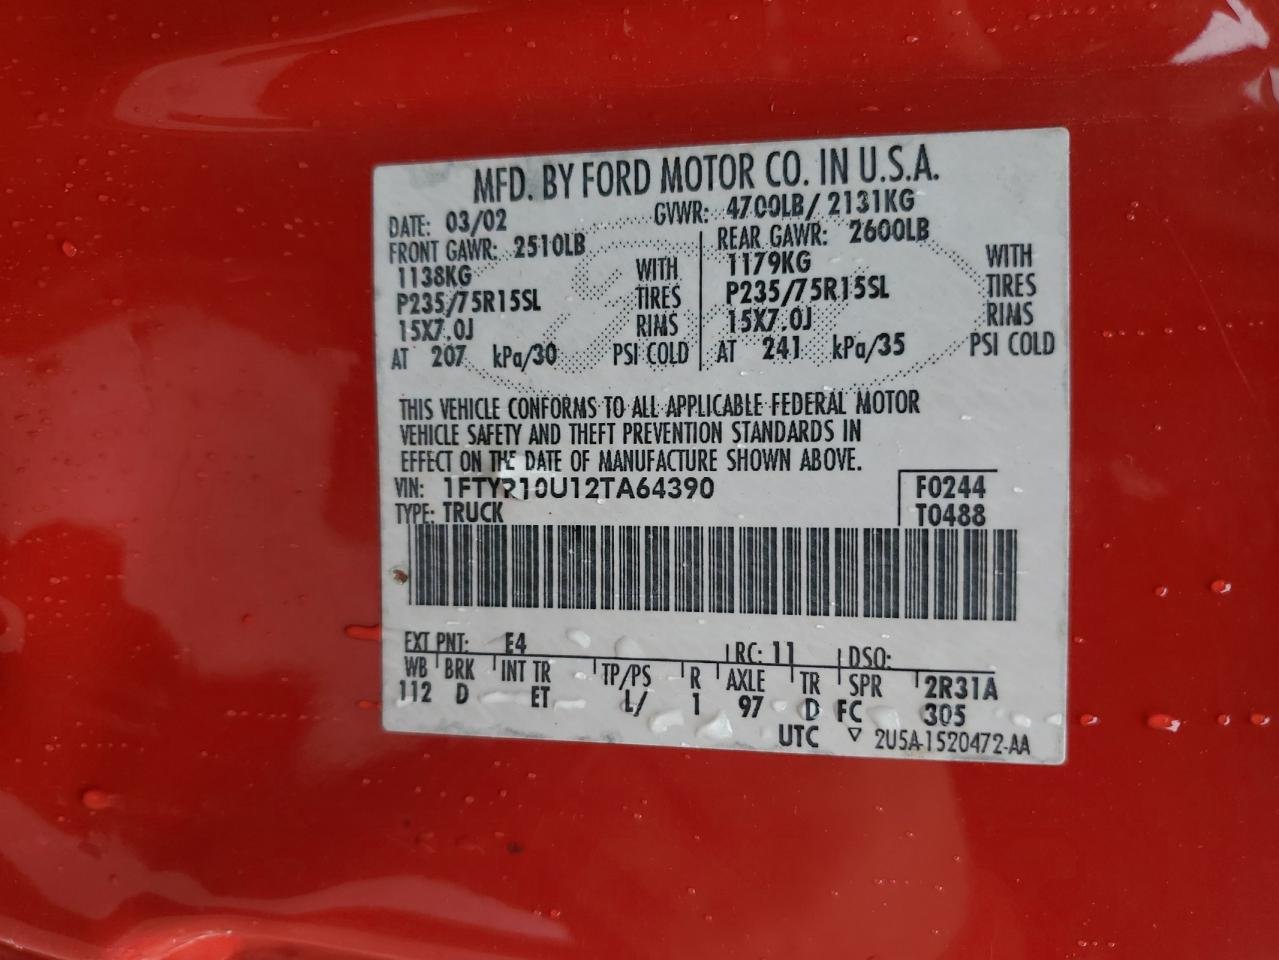 MFD. BY FORD MOTOR CO. IN U.S.A.
DATE: 03/02 GVWR: 4700LB/ 2131KG
FRONT GAWR: 2510LB REAR GAWR: 2600LB
1138KG WITH 1179KG WITH
P235/75R15SL TIRES P235/75R15SL TIRES
15X7.0J RIMS 15X7.0J RIMS
AT 207 kPa/30 PSI COLD AT 241 kPa/35 PSI COLD
THIS VEHICLE CONFORMS TO ALL APPLICABLE FEDERAL MOTOR
VEHICLE SAFETY AND THEFT PREVENTION STANDARDS IN
EFFECT ON THE DATE OF MANUFACTURE SHOWN ABOVE.
VIN: 1FTYR10U12TA64390 F0244
TYPE: TRUCK T0488
EXT PNT: E4 RC: 11 DSO:
WB BRK INT TR TP/PS R AXLE TR SPR 2R31A
112 D ET L/ 1 97 D FC 305
UTC ▽ 2U5A-1520472-AA